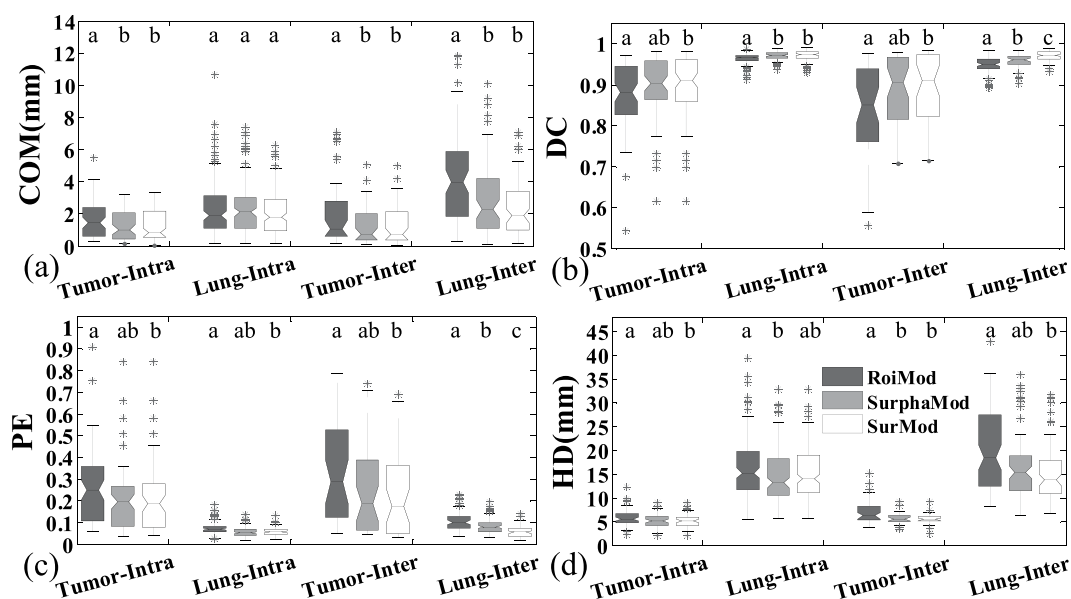 14 a b b a a a a b b a b b
12
10
8
6
4
2
0
COM(mm)
(a) Tumor-Intra Lung-Intra Tumor-Inter Lung-Inter
1 a ab b a b b a ab b a b c
0.9
0.8
0.7
0.6
0.5
DC
(b) Tumor-Intra Lung-Intra Tumor-Inter Lung-Inter
1 a ab b a ab b a ab b a b c
0.9
0.8
0.7
0.6
0.5
0.4
0.3
0.2
0.1
0
PE
(c) Tumor-Intra Lung-Intra Tumor-Inter Lung-Inter
45 a ab b a b ab a b b a ab b
40
35
30
25
20
15
10
5
0
HD(mm)
RoiMod
SurphaMod
SurMod
(d) Tumor-Intra Lung-Intra Tumor-Inter Lung-Inter